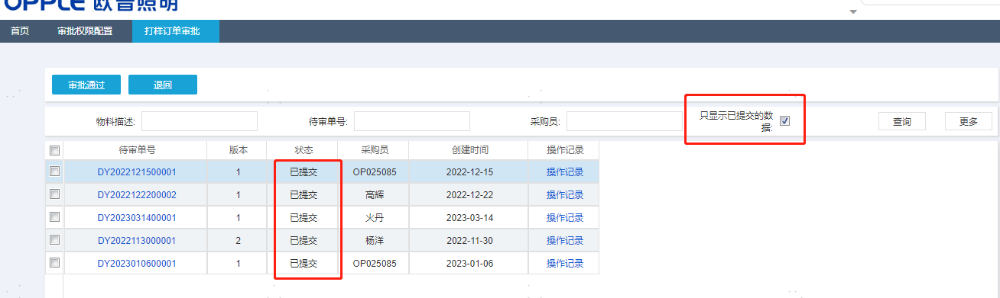 OPPLE 欧普照明
首页 审批权限配置 打样订单审批
审批通过 退回
物料描述: 待审单号: 采购员: 只显示已提交的数
据: 查询 更多
待审单号 版本 状态 采购员 创建时间 操作记录
DY2022121500001 1 已提交 OP025085 2022-12-15 操作记录
DY2022122200002 1 已提交 高辉 2022-12-22 操作记录
DY2023031400001 1 已提交 火丹 2023-03-14 操作记录
DY2022113000001 2 已提交 杨洋 2022-11-30 操作记录
DY2023010600001 1 已提交 OP025085 2023-01-06 操作记录